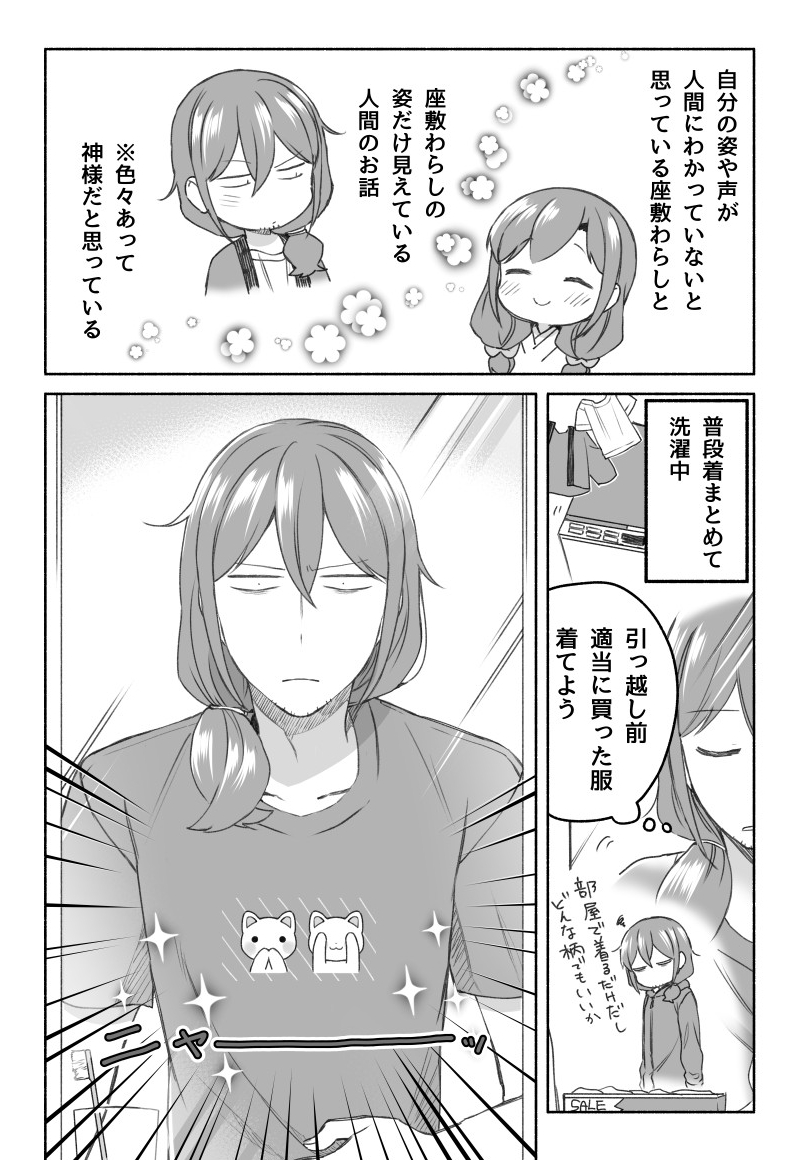 自分の姿や声が
人間にわかっていないと
思っている座敷わらしと
座敷わらしの
姿だけ見えている
人間のお話
※色々あって
神様だと思っている
普段着まとめて
洗濯中
引っ越し前
適当に買った服
着てよう
部屋で着るだけだし
どんな柄でもいいか
SALE
ニャーッ